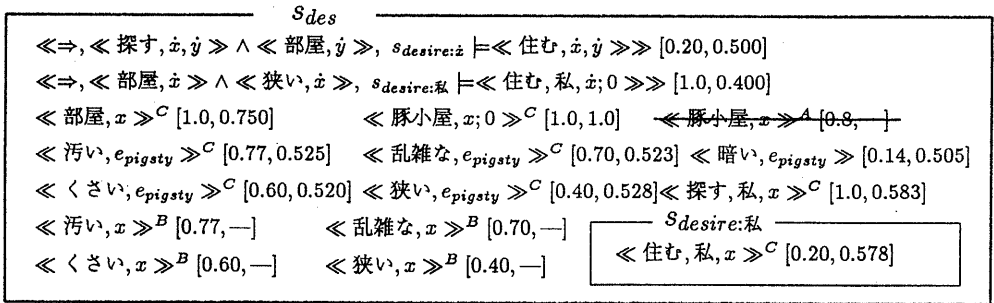 S_des
≪⇒, ≪ 探す, ẋ, ẏ ≫ ∧ ≪ 部屋, ẏ ≫, s_desire:ẋ ⊨≪ 住む, ẋ, ẏ ≫≫ [0.20, 0.500]
≪⇒, ≪ 部屋, ẋ ≫ ∧ ≪ 狭い, ẋ ≫, s_desire:私 ⊨≪ 住む, 私, ẋ; 0 ≫≫ [1.0, 0.400]
≪ 部屋, x ≫^C [1.0, 0.750] ≪ 豚小屋, x; 0 ≫^C [1.0, 1.0] ≪ 豚小屋, x ≫^A [0.8, —]
≪ 汚い, e_pigsty ≫^C [0.77, 0.525] ≪ 乱雑な, e_pigsty ≫^C [0.70, 0.523] ≪ 暗い, e_pigsty ≫ [0.14, 0.505]
≪ くさい, e_pigsty ≫^C [0.60, 0.520] ≪ 狭い, e_pigsty ≫^C [0.40, 0.528] ≪ 探す, 私, x ≫^C [1.0, 0.583]
≪ 汚い, x ≫^B [0.77, —] ≪ 乱雑な, x ≫^B [0.70, —]
≪ くさい, x ≫^B [0.60, —] ≪ 狭い, x ≫^B [0.40, —]
S_desire:私
≪ 住む, 私, x ≫^C [0.20, 0.578]